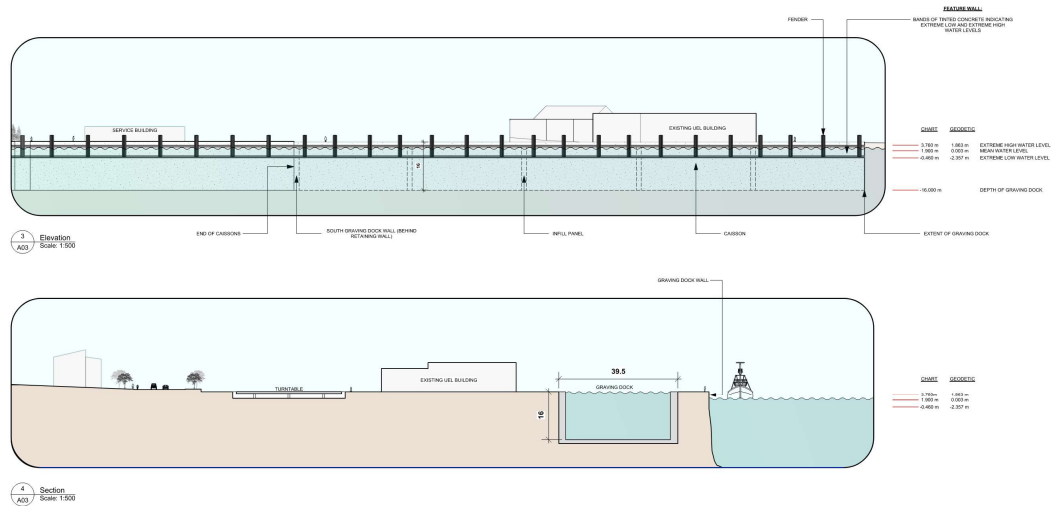 FEATURE WALL:
FENDER
BANDS OF TINTED CONCRETE INDICATING
EXTREME LOW AND EXTREME HIGH
WATER LEVELS
SERVICE BUILDING
EXISTING UEL BUILDING
CHART GEODETIC
3.760 m 1.863 m EXTREME HIGH WATER LEVEL
1.900 m 0.003 m MEAN WATER LEVEL
-0.460 m -2.357 m EXTREME LOW WATER LEVEL
16
-16.000 m DEPTH OF GRAVING DOCK
3
A03
Elevation
Scale: 1:500
END OF CAISSONS
SOUTH GRAVING DOCK WALL (BEHIND
RETAINING WALL)
INFILL PANEL
CAISSON
EXTENT OF GRAVING DOCK
GRAVING DOCK WALL
39.5
EXISTING UEL BUILDING
TURNTABLE
GRAVING DOCK
16
CHART GEODETIC
3.760m 1.863 m
1.900 m 0.003 m
-0.460 m -2.357 m
4
A03
Section
Scale: 1:500